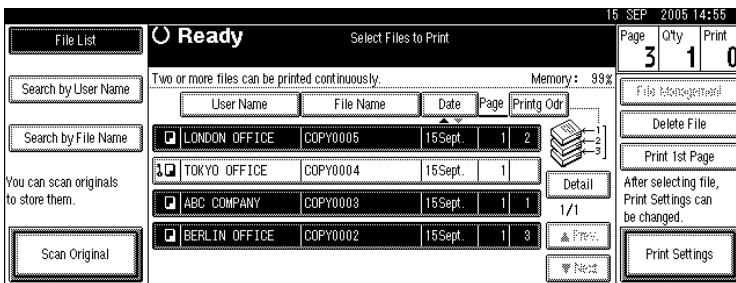 15 SEP 2005 14:55
File List
Ready
Select Files to Print
Page
Q'ty
Print
3
1
0
Two or more files can be printed continuously.
Memory: 99%
Search by User Name
User Name
File Name
Date
Page
Printg Odr
File Management
Search by File Name
LONDON OFFICE COPY0005 15Sept. 1 2
1
2
3
Delete File
TOKYO OFFICE COPY0004 15Sept. 1
Print 1st Page
You can scan originals
to store them.
Detail
After selecting file,
Print Settings can
be changed.
ABC COMPANY COPY0003 15Sept. 1 1
1/1
BERLIN OFFICE COPY0002 15Sept. 1 3
▲ Prev.
Scan Original
Print Settings
▼ Next